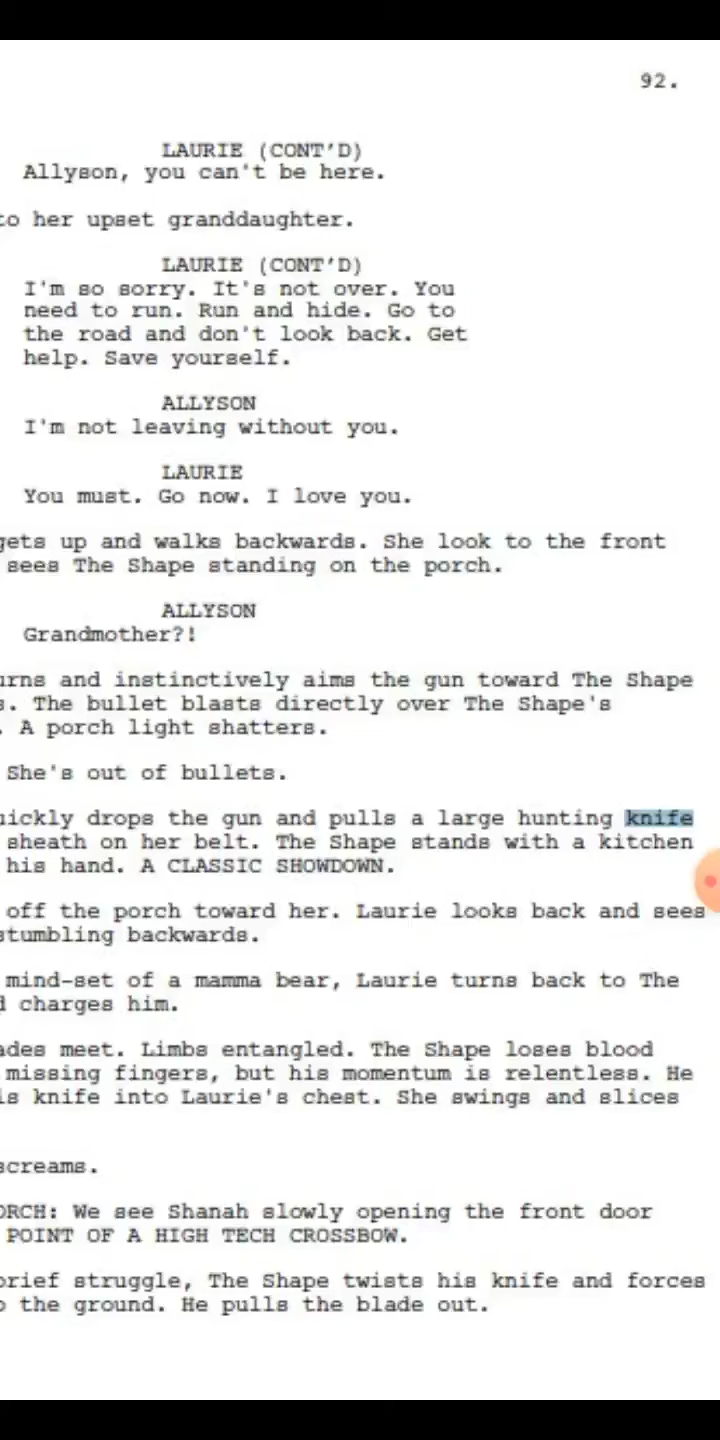 92.
LAURIE (CONT'D)
Allyson, you can't be here.
to her upset granddaughter.
LAURIE (CONT'D)
I'm so sorry. It's not over. You
need to run. Run and hide. Go to
the road and don't look back. Get
help. Save yourself.
ALLYSON
I'm not leaving without you.
LAURIE
You must. Go now. I love you.
gets up and walks backwards. She look to the front
sees The Shape standing on the porch.
ALLYSON
Grandmother?!
urns and instinctively aims the gun toward The Shape
s. The bullet blasts directly over The Shape's
. A porch light shatters.
She's out of bullets.
uickly drops the gun and pulls a large hunting knife
sheath on her belt. The Shape stands with a kitchen
his hand. A CLASSIC SHOWDOWN.
off the porch toward her. Laurie looks back and sees
stumbling backwards.
mind-set of a mamma bear, Laurie turns back to The
d charges him.
ades meet. Limbs entangled. The Shape loses blood
missing fingers, but his momentum is relentless. He
is knife into Laurie's chest. She swings and slices
screams.
ORCH: We see Shanah slowly opening the front door
POINT OF A HIGH TECH CROSSBOW.
brief struggle, The Shape twists his knife and forces
o the ground. He pulls the blade out.